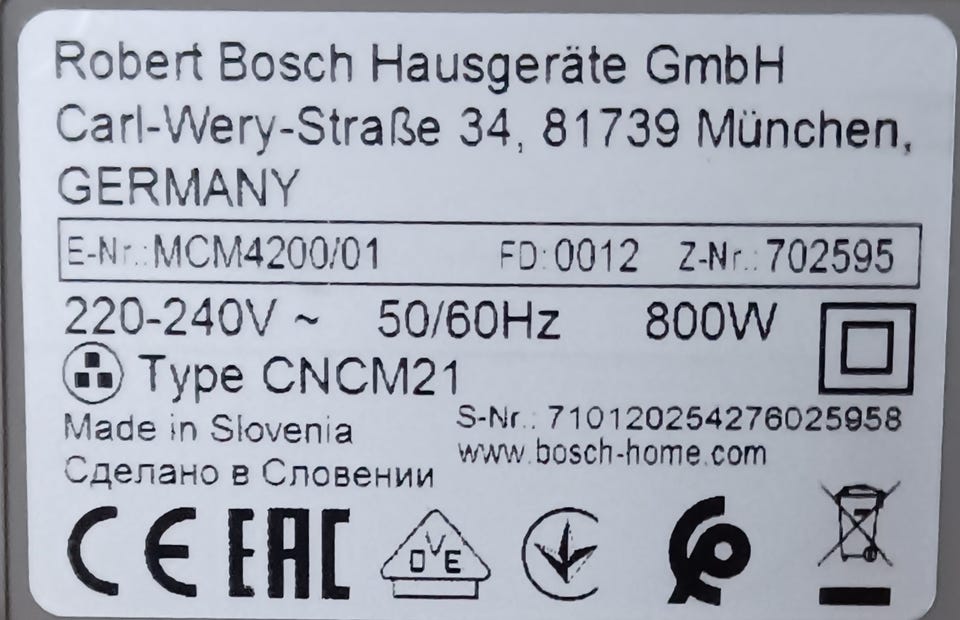 Robert Bosch Hausgeräte GmbH
Carl-Wery-Straße 34, 81739 München,
GERMANY
E-Nr.: MCM4200/01 FD: 0012 Z-Nr.: 702595
220-240V ~ 50/60Hz 800W
Type CNCM21
Made in Slovenia
Сделано в Словении
S-Nr.: 710120254276025958
www.bosch-home.com
CE EAC DVE